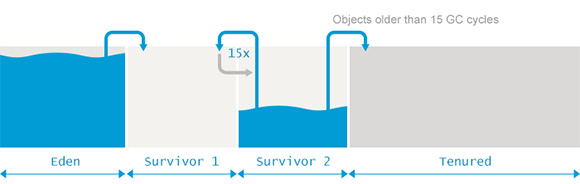 Objects older than 15 GC cycles
15x
Eden
Survivor 1
Survivor 2
Tenured